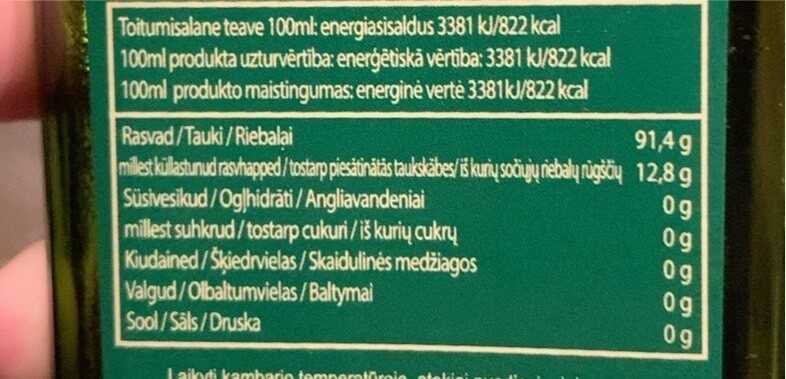 Toitumisalane teave 100ml: energiasisaldus 3381 kJ/822 kcal
100ml produkta uzturvērtība: enerģētiskā vērtība: 3381 kJ/822 kcal
100ml produkto maistingumas: energinė vertė 3381kJ/822 kcal
Rasvad / Tauki / Riebalai 91,4 g
millest küllastunud rasvhapped / tostarp piesātinātās taukskābes/ iš kurių sočiųjų riebalų rūgščių 12,8 g
Süsivesikud / Ogļhidrāti / Angliavandeniai 0 g
millest suhkrud / tostarp cukuri / iš kurių cukrų 0 g
Kiudained / Šķiedrvielas / Skaidulinės medžiagos 0 g
Valgud / Olbaltumvielas / Baltymai 0 g
Sool / Sāls / Druska 0 g
Laikyti kambario temperatūroje,